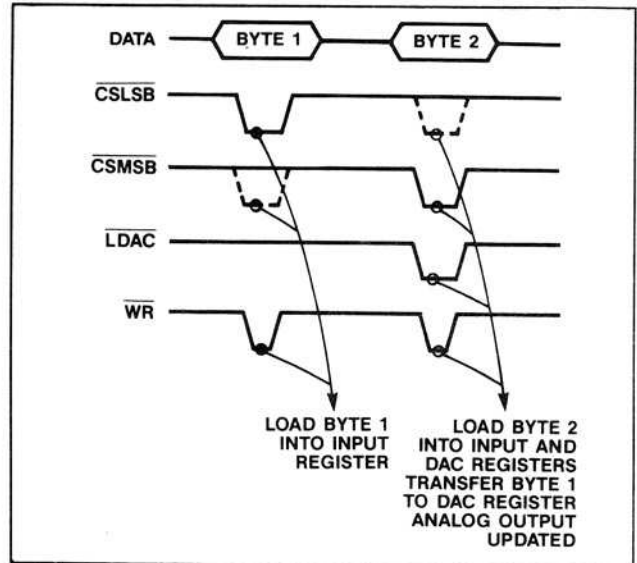 DATA
BYTE 1
BYTE 2
CSLSB
CSMSB
LDAC
WR
LOAD BYTE 1
INTO INPUT
REGISTER
LOAD BYTE 2
INTO INPUT AND
DAC REGISTERS
TRANSFER BYTE 1
TO DAC REGISTER
ANALOG OUTPUT
UPDATED